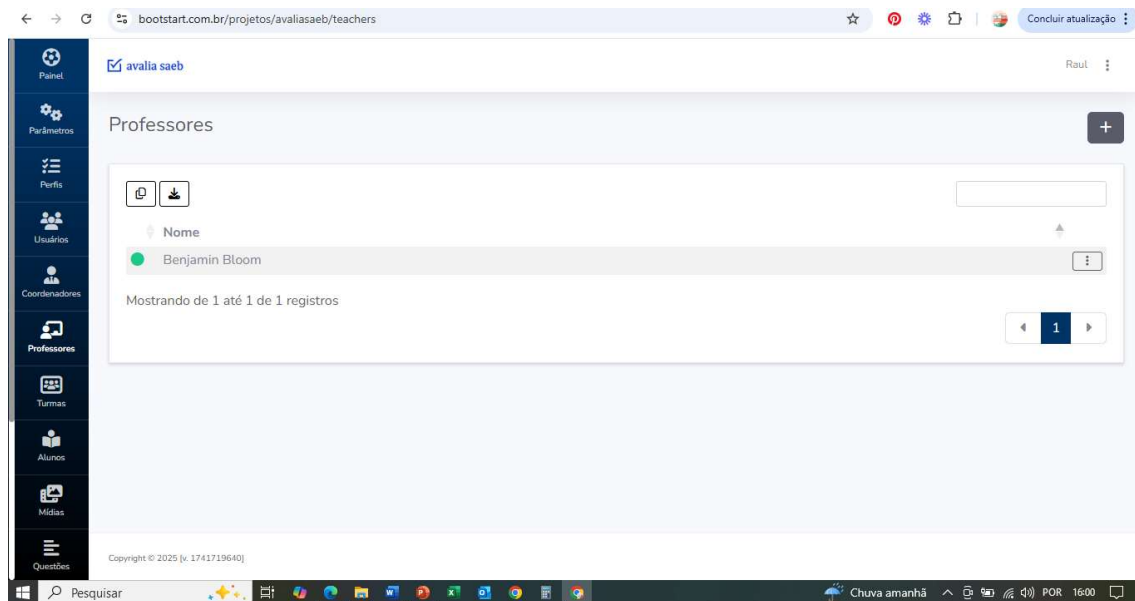 bootstart.com.br/projetos/avaliasaeb/teachers
Concluir atualização
Painel
avalia saeb
Raul
Parâmetros
Professores
+
Perfis
Usuários
Nome
Benjamin Bloom
Coordenadores
Mostrando de 1 até 1 de 1 registros
1
Professores
Turmas
Alunos
Mídias
Questões
Copyright © 2025 [v. 1741719640]
Pesquisar
Chuva amanhã
POR
16:00